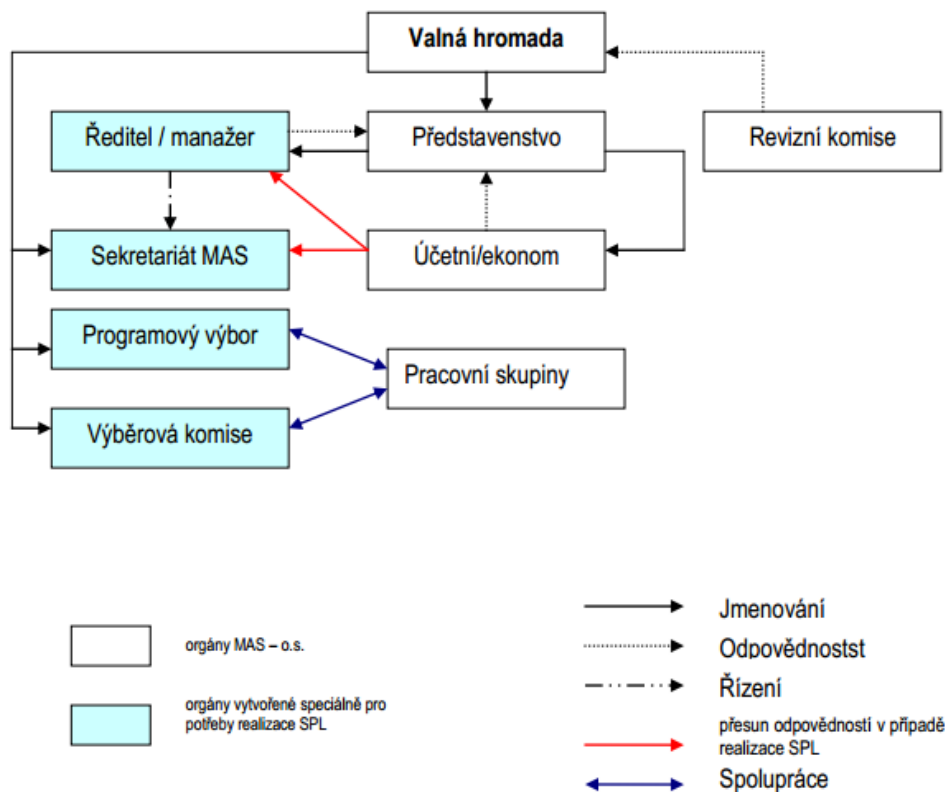 Valná hromada
Ředitel / manažer
Představenstvo
Revizní komise
Sekretariát MAS
Účetní/ekonom
Programový výbor
Pracovní skupiny
Výběrová komise
orgány MAS – o.s.
orgány vytvořené speciálně pro
potřeby realizace SPL
Jmenování
Odpovědnostst
Řízení
přesun odpovědností v případě
realizace SPL
Spolupráce